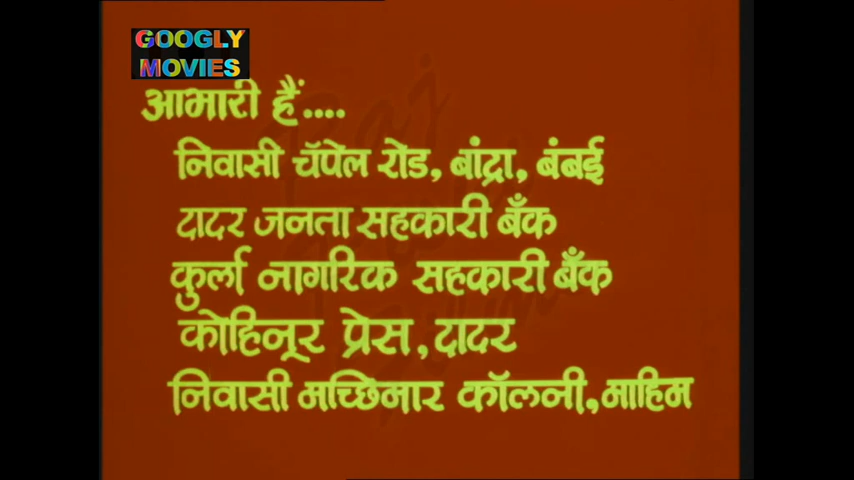 GOOGLY
MOVIES
आभारी हैं....
निवासी चॅपेल रोड, बांद्रा, बंबई
दादर जनता सहकारी बँक
कुर्ला नागरिक सहकारी बँक
कोहिनूर प्रेस, दादर
निवासी मच्छिमार कॉलनी, माहिम